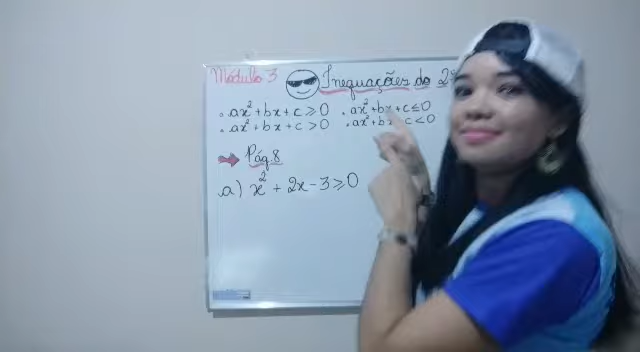 Módulo 3
Inequações do 2º
. ax² + bx + c ⩾ 0 . ax² + bx + c ≤ 0
. ax² + bx + c > 0 . ax² + bx c < 0
Pág.8
a) x² + 2x - 3 ⩾ 0